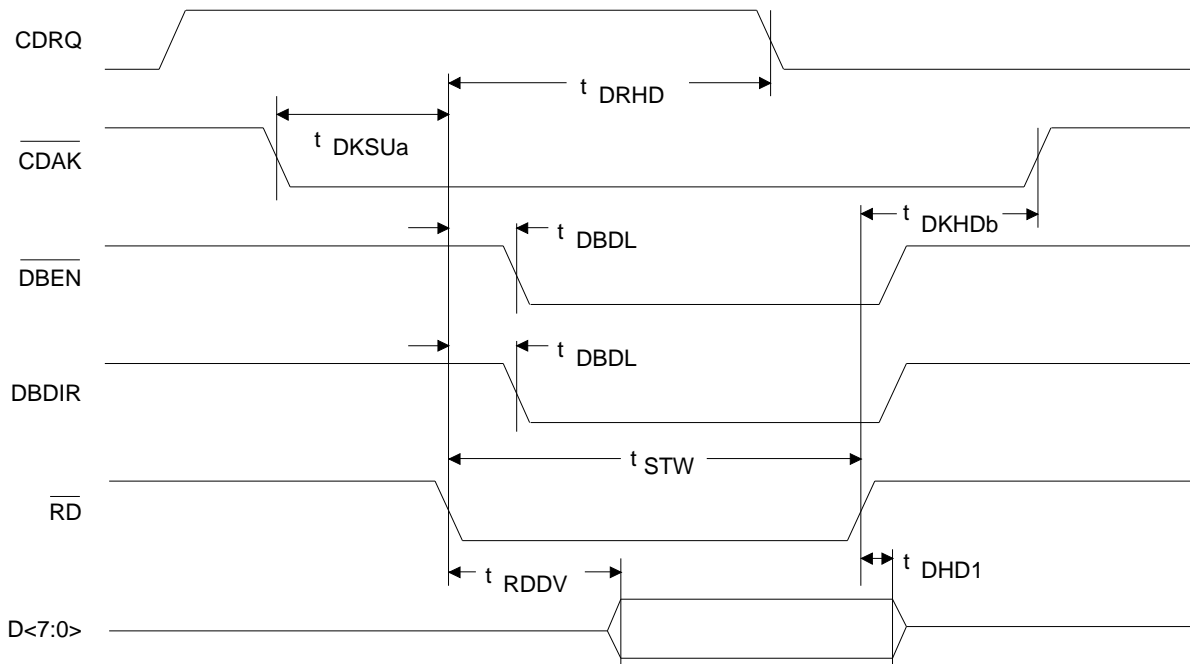 CDRQ
t DRHD
t DKSUa
CDAK
t DKHDb
t DBDL
DBEN
t DBDL
DBDIR
t STW
RD
t RDDV
t DHD1
D<7:0>